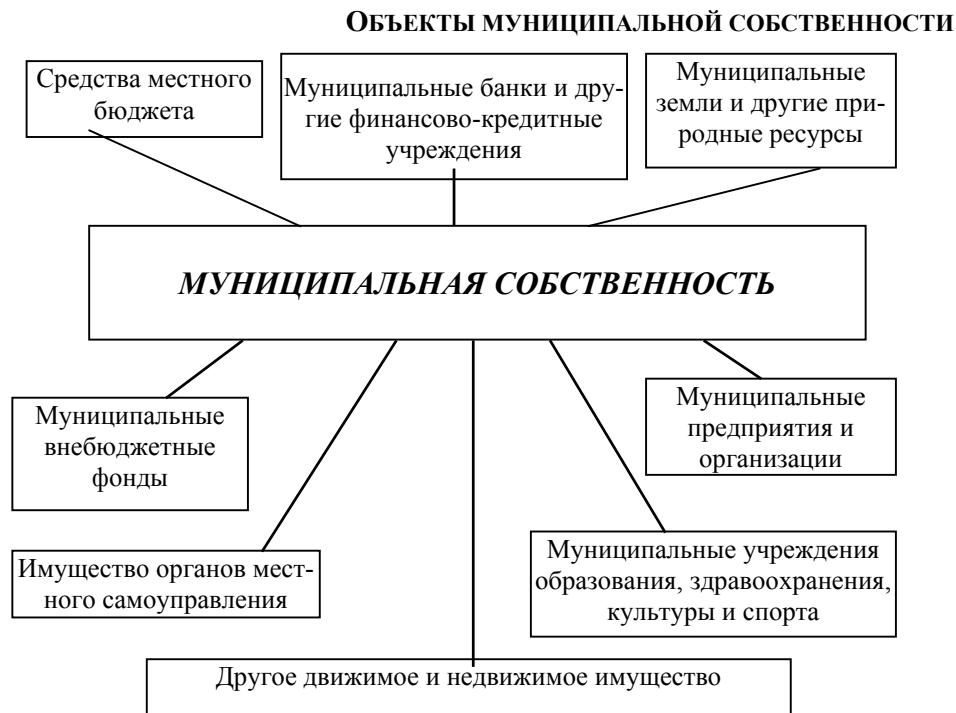 ОБЪЕКТЫ МУНИЦИПАЛЬНОЙ СОБСТВЕННОСТИ
Средства местного
бюджета
Муниципальные банки и дру-
гие финансово-кредитные
учреждения
Муниципальные
земли и другие при-
родные ресурсы
МУНИЦИПАЛЬНАЯ СОБСТВЕННОСТЬ
Муниципальные
внебюджетные
фонды
Муниципальные
предприятия и
организации
Имущество органов мест-
ного самоуправления
Муниципальные учреждения
образования, здравоохранения,
культуры и спорта
Другое движимое и недвижимое имущество